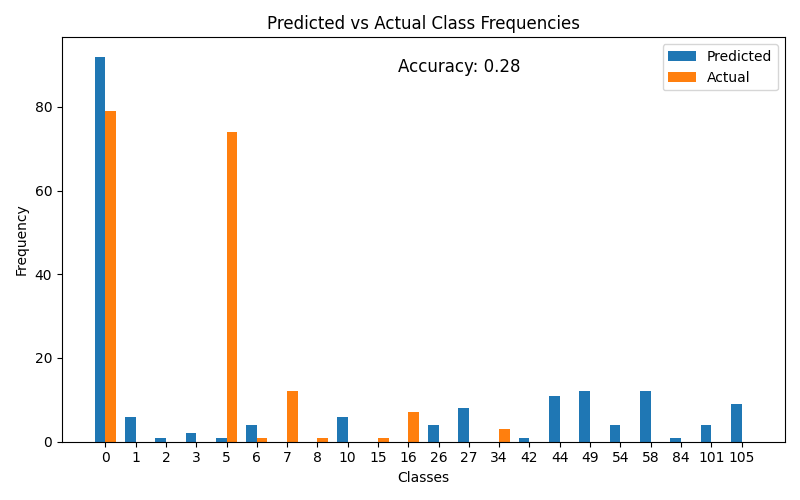 Predicted vs Actual Class Frequencies
Accuracy: 0.28
Predicted
Actual
Frequency
80
60
40
20
0
0 1 2 3 5 6 7 8 10 15 16 26 27 34 42 44 49 54 58 84 101 105
Classes